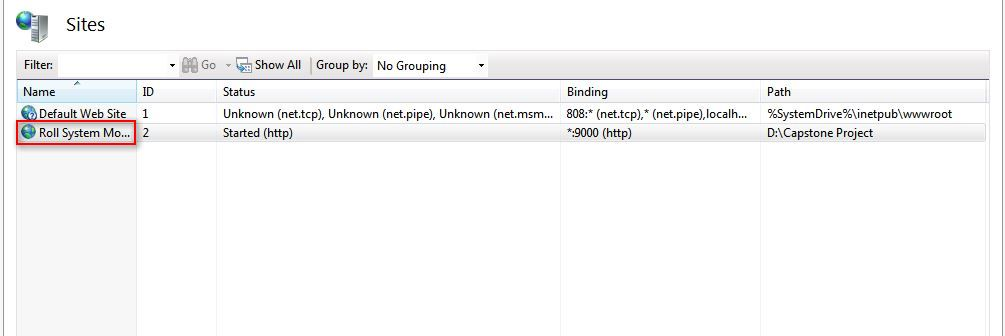 Sites
Filter: Go Show All Group by: No Grouping
Name ID Status Binding Path
Default Web Site 1 Unknown (net.tcp), Unknown (net.pipe), Unknown (net.msm... 808:* (net.tcp),* (net.pipe),localh... %SystemDrive%\inetpub\wwwroot
Roll System Mo... 2 Started (http) *:9000 (http) D:\Capstone Project